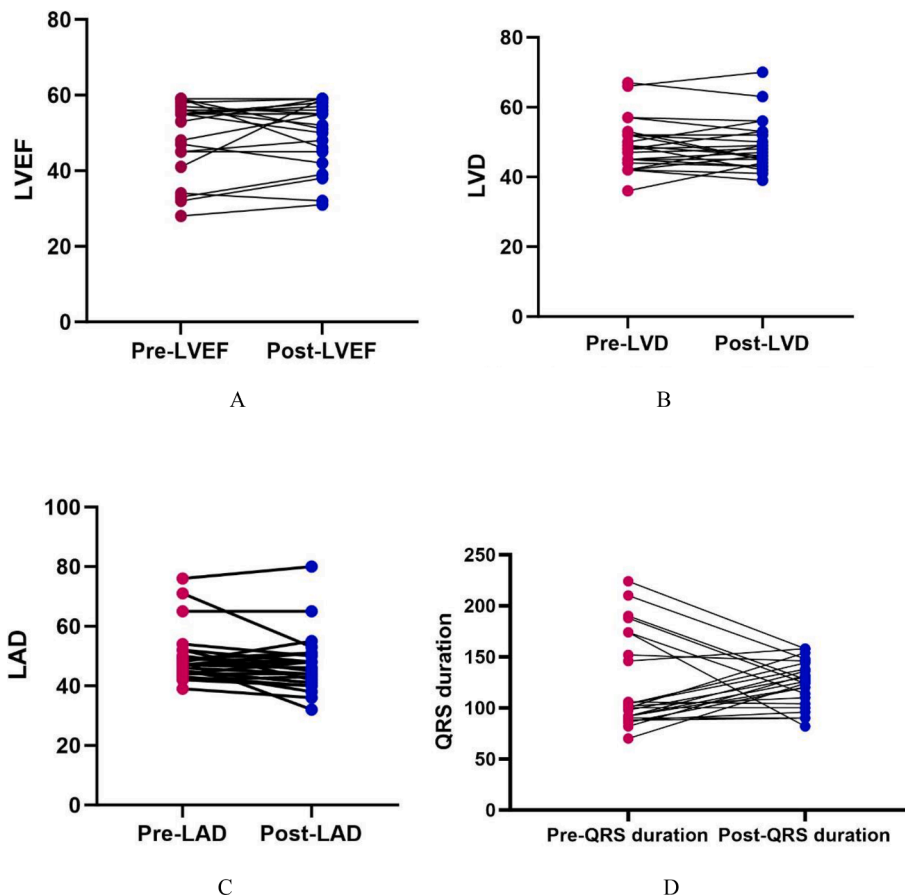 80
60
40
20
0
LVEF
Pre-LVEF Post-LVEF
A
80
60
40
20
0
LVD
Pre-LVD Post-LVD
B
100
80
60
40
20
0
LAD
Pre-LAD Post-LAD
C
250
200
150
100
50
0
QRS duration
Pre-QRS duration Post-QRS duration
D